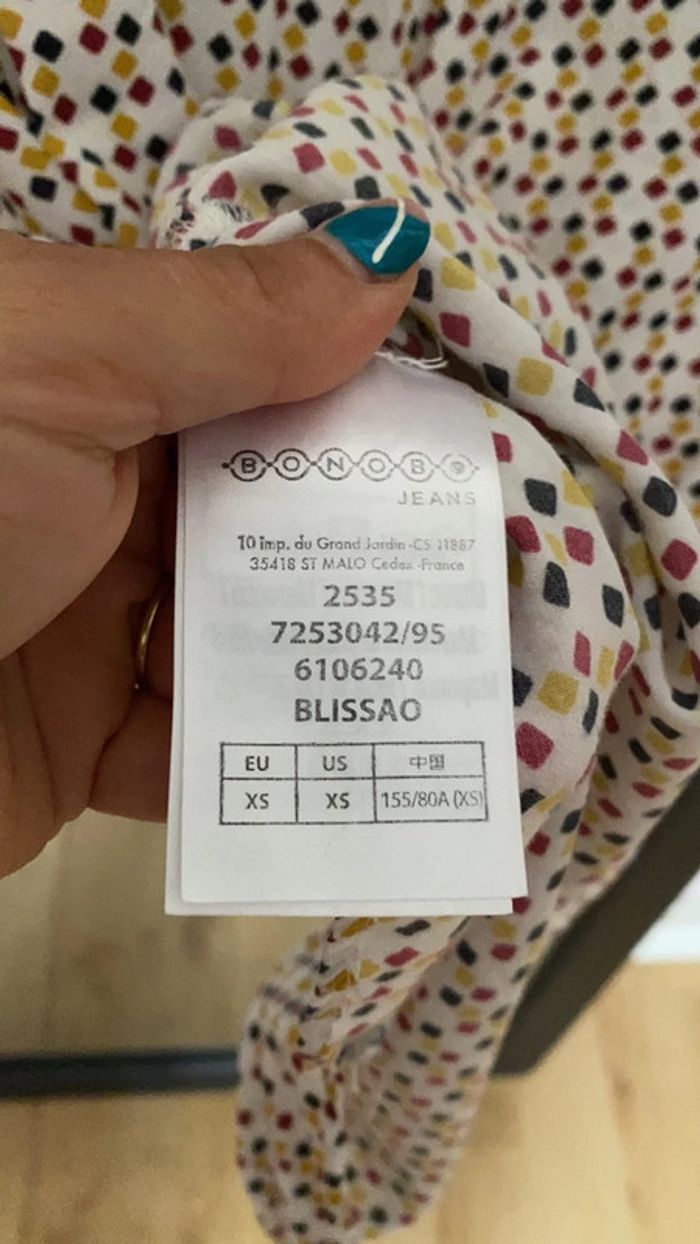 BONOBO
JEANS
10 imp. du Grand Jardin -CS 11887
35418 ST MALO Cedex -France
2535
7253042/95
6106240
BLISSAO
EU US 中国
XS XS 155/80A (XS)